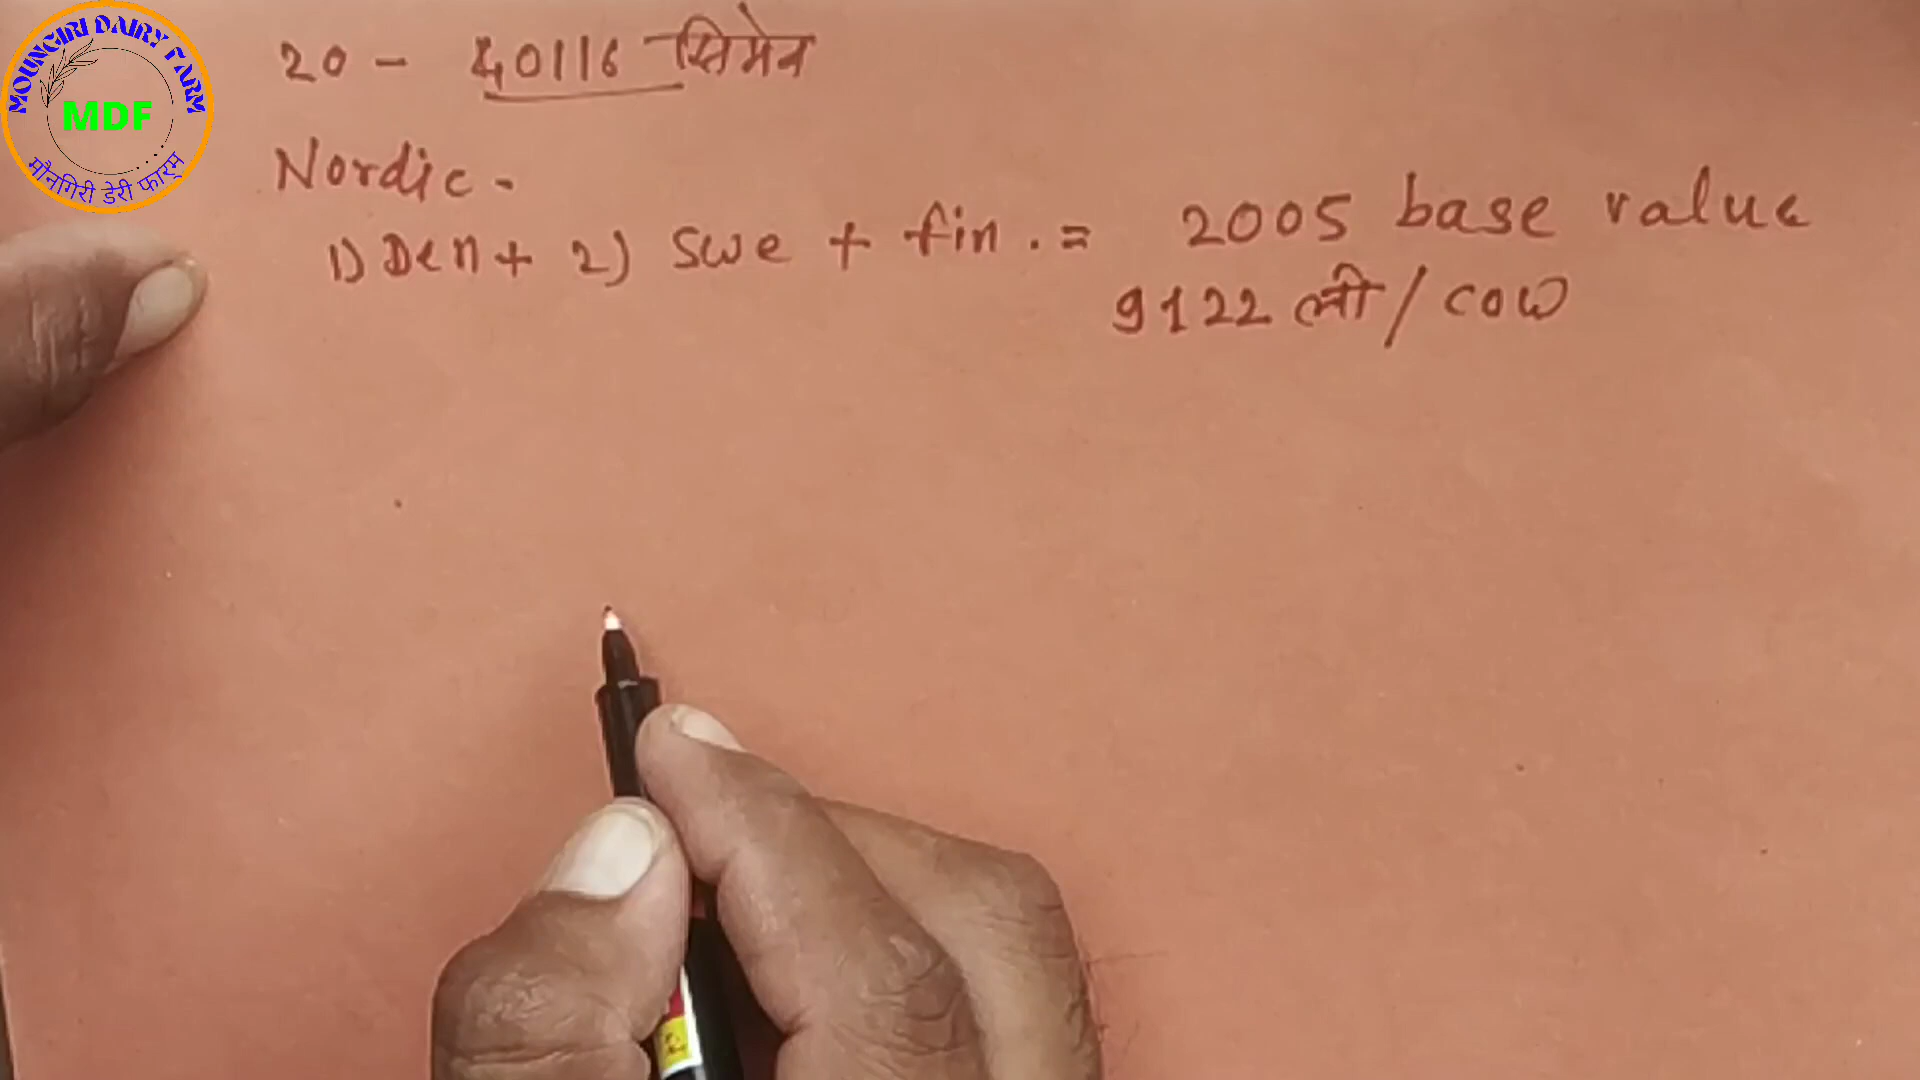 MOUNGIRI DAIRY FARM
MDF
मौनगिरी डेरी फार्म
20 - 40116 सिमेन
Nordic -
1) Den + 2) Swe + fin . = 2005 base value
9122 ली / cow